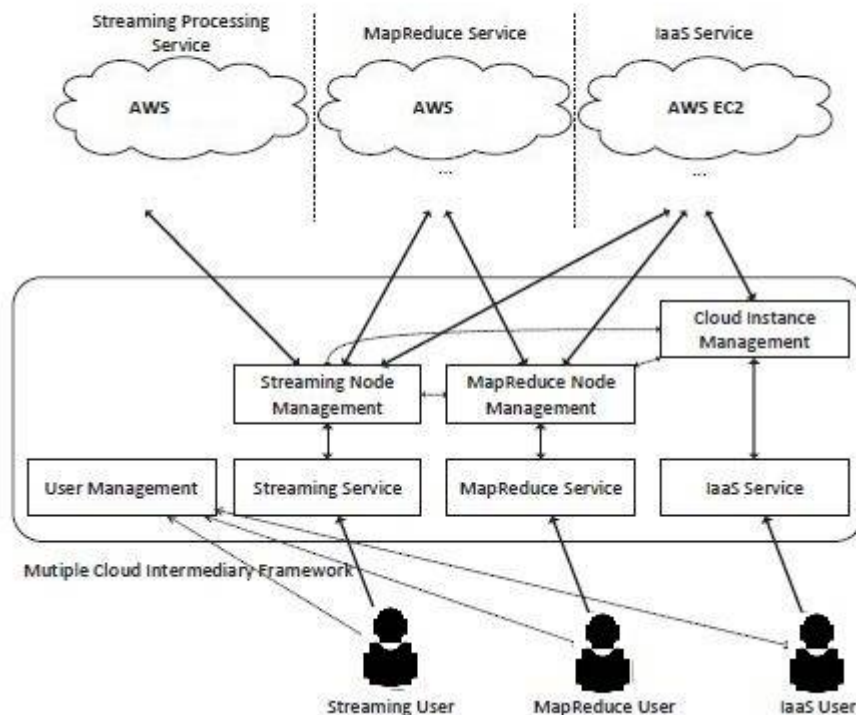 Streaming Processing
Service
MapReduce Service
IaaS Service
AWS
AWS
AWS EC2
...
...
Cloud Instance
Management
Streaming Node
Management
MapReduce Node
Management
User Management
Streaming Service
MapReduce Service
IaaS Service
Mutiple Cloud Intermediary Framework
Streaming User
MapReduce User
IaaS User